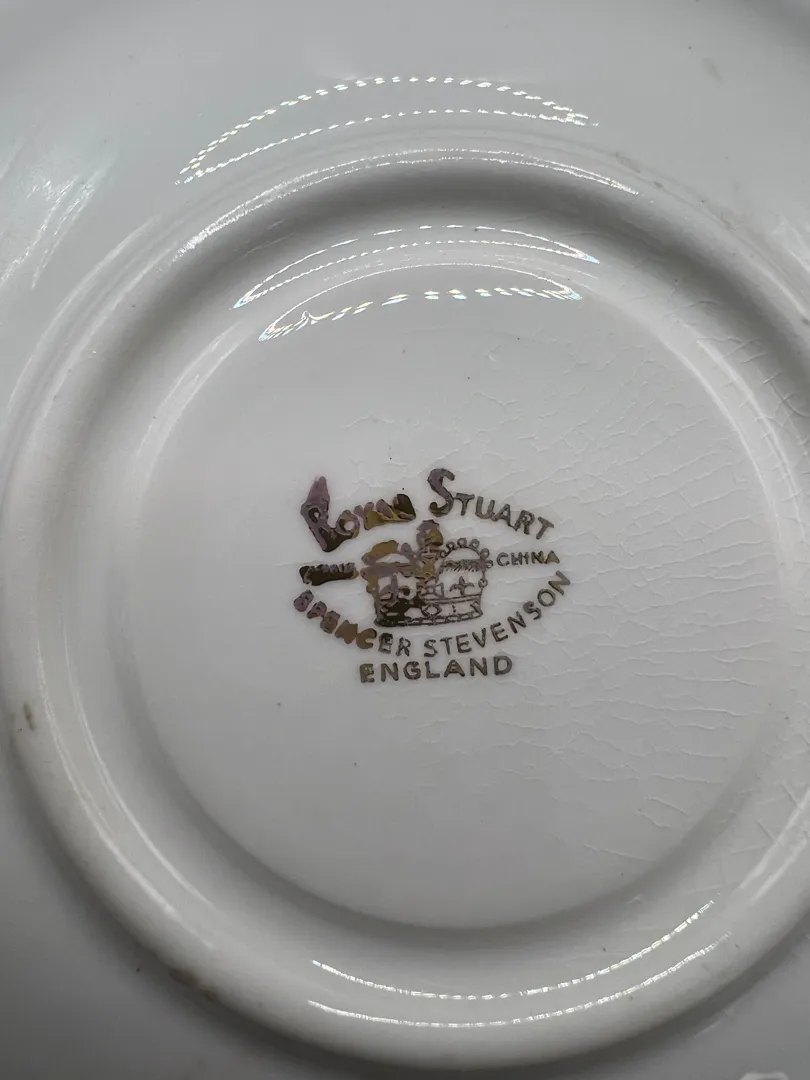 Royal STUART
CHINA
SPENCER STEVENSON
ENGLAND